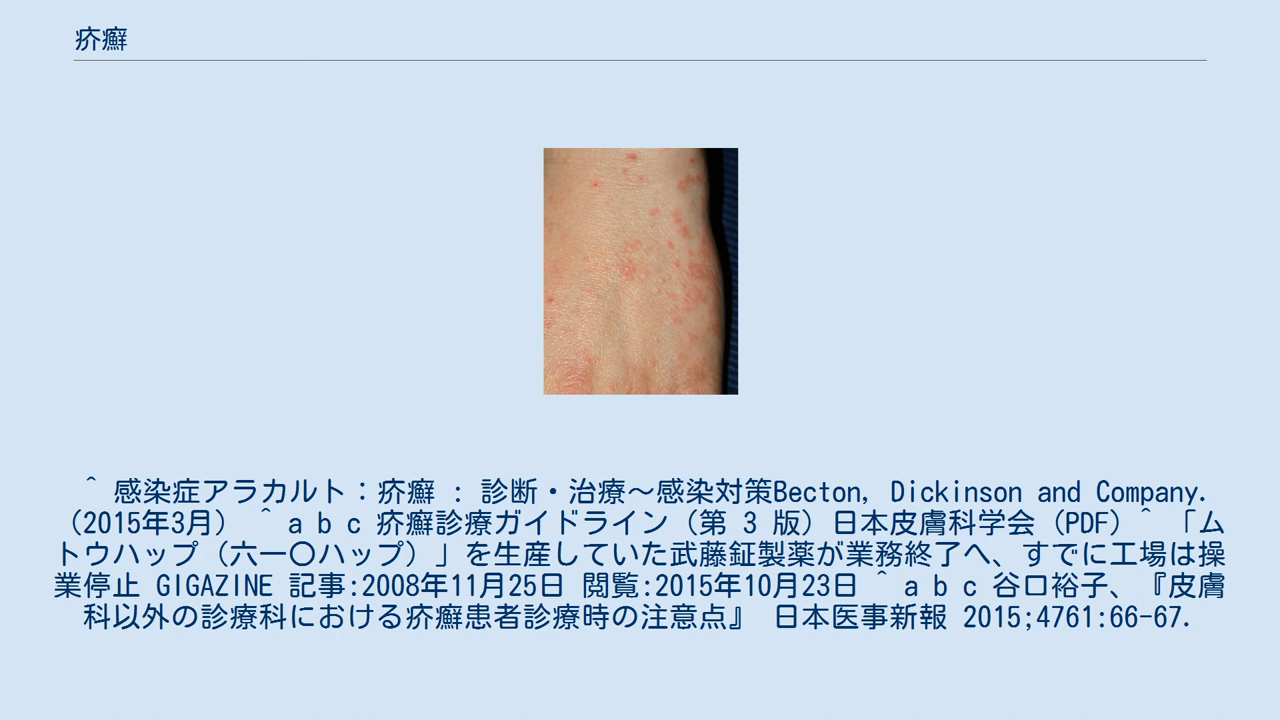 疥癬
^ 感染症アラカルト：疥癬 : 診断・治療～感染対策Becton, Dickinson and Company.
（2015年3月） ^ a b c 疥癬診療ガイドライン（第 3 版）日本皮膚科学会（PDF）^ 「ム
トウハップ（六一〇ハップ）」を生産していた武藤鉦製薬が業務終了へ、すでに工場は操
業停止 GIGAZINE 記事:2008年11月25日 閲覧:2015年10月23日 ^ a b c 谷口裕子、『皮膚
科以外の診療科における疥癬患者診療時の注意点』 日本医事新報 2015;4761:66-67.